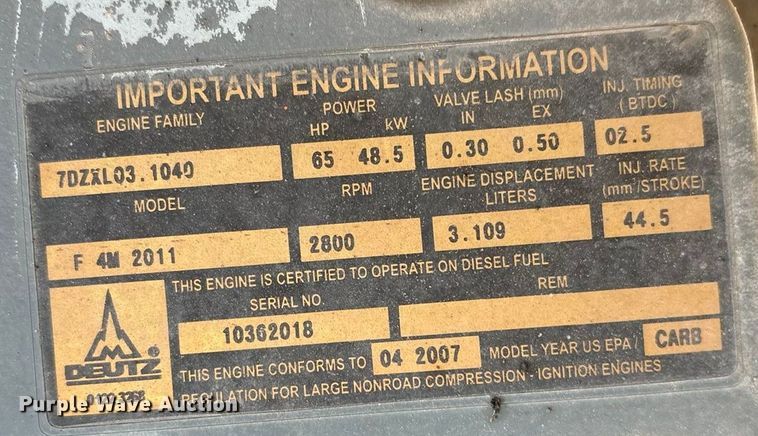 IMPORTANT ENGINE INFORMATION
ENGINE FAMILY
7DZXL03.1040
POWER
HP kW
65 48.5
VALVE LASH (mm)
IN EX
0.30 0.50
INJ. TIMING
(BTDC)
02.5
MODEL
F 4M 2011
RPM
2800
ENGINE DISPLACEMENT
LITERS
3.109
INJ. RATE
(mm³/STROKE)
44.5
THIS ENGINE IS CERTIFIED TO OPERATE ON DIESEL FUEL
SERIAL NO.
10362018
REM
DEUTZ ®
THIS ENGINE CONFORMS TO 04 2007 MODEL YEAR US EPA / CARB
REGULATION FOR LARGE NONROAD COMPRESSION - IGNITION ENGINES
Purple Wave Auction